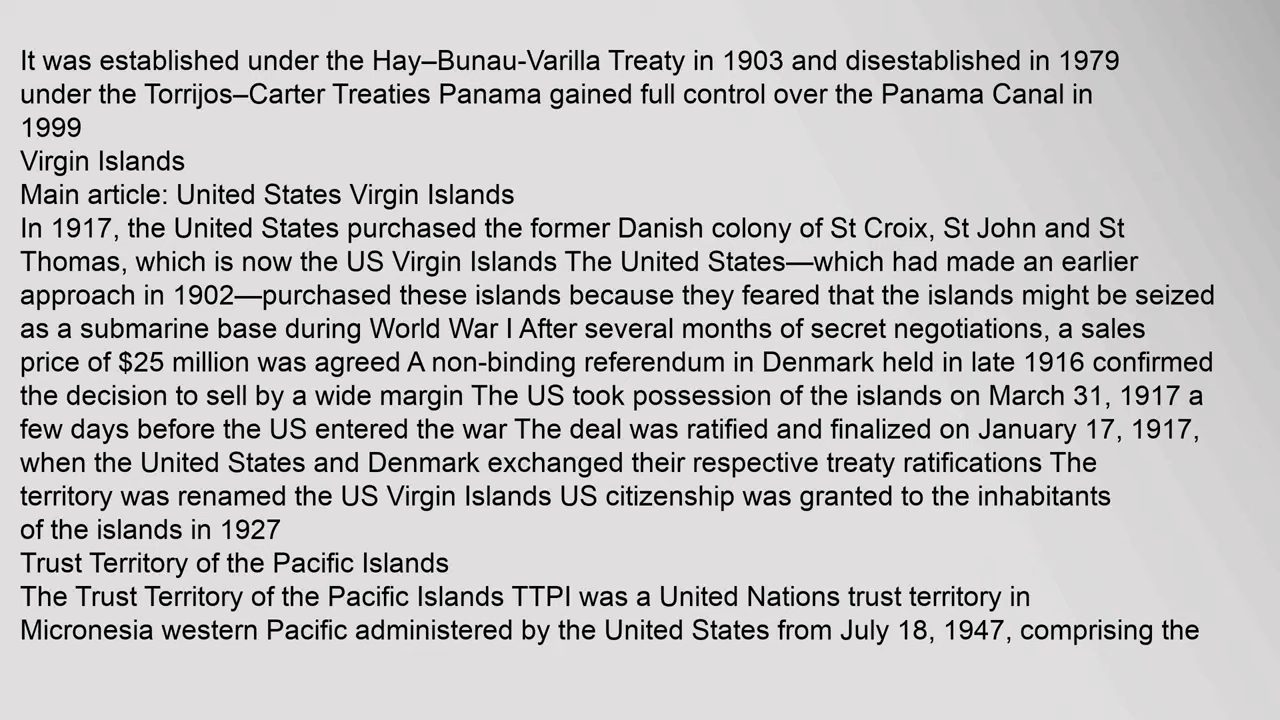 It was established under the Hay–Bunau-Varilla Treaty in 1903 and disestablished in 1979
under the Torrijos–Carter Treaties Panama gained full control over the Panama Canal in
1999
Virgin Islands
Main article: United States Virgin Islands
In 1917, the United States purchased the former Danish colony of St Croix, St John and St
Thomas, which is now the US Virgin Islands The United States—which had made an earlier
approach in 1902—purchased these islands because they feared that the islands might be seized
as a submarine base during World War I After several months of secret negotiations, a sales
price of $25 million was agreed A non-binding referendum in Denmark held in late 1916 confirmed
the decision to sell by a wide margin The US took possession of the islands on March 31, 1917 a
few days before the US entered the war The deal was ratified and finalized on January 17, 1917,
when the United States and Denmark exchanged their respective treaty ratifications The
territory was renamed the US Virgin Islands US citizenship was granted to the inhabitants
of the islands in 1927
Trust Territory of the Pacific Islands
The Trust Territory of the Pacific Islands TTPI was a United Nations trust territory in
Micronesia western Pacific administered by the United States from July 18, 1947, comprising the